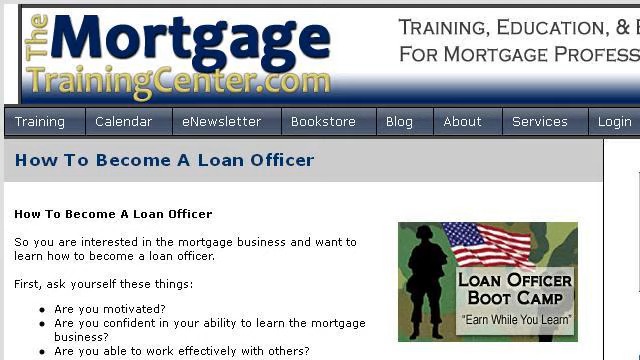 The
Mortgage
TrainingCenter.com
TRAINING, EDUCATION, &
FOR MORTGAGE
Training Calendar eNewsletter Bookstore Blog About Services Login
How To Become A Loan Officer
How To Become A Loan Officer
So you are interested in the mortgage business and want to
learn how to become a loan officer.
First, ask yourself these things:
Are you motivated?
Are you confident in your ability to learn the mortgage
business?
Are you able to work effectively with others?
LOAN OFFICER
BOOT CAMP
"Earn While You Learn"